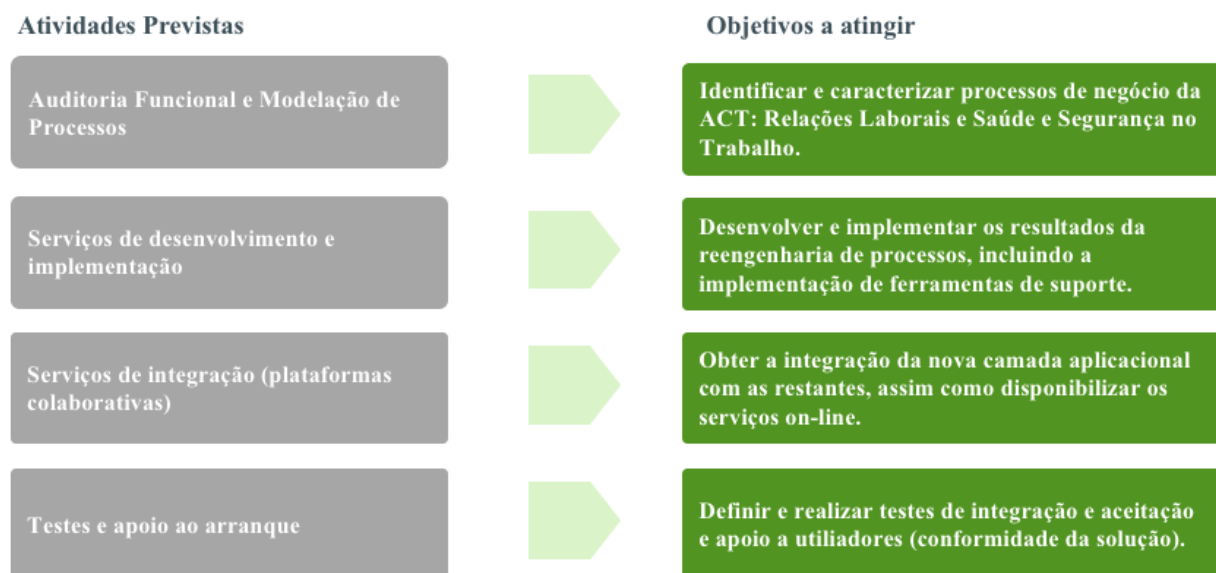 Atividades Previstas
Objetivos a atingir
Auditoria Funcional e Modelação de
Processos
Identificar e caracterizar processos de negócio da
ACT: Relações Laborais e Saúde e Segurança no
Trabalho.
Serviços de desenvolvimento e
implementação
Desenvolver e implementar os resultados da
reengenharia de processos, incluindo a
implementação de ferramentas de suporte.
Serviços de integração (plataformas
colaborativas)
Obter a integração da nova camada aplicacional
com as restantes, assim como disponibilizar os
serviços on-line.
Testes e apoio ao arranque
Definir e realizar testes de integração e aceitação
e apoio a utiliadores (conformidade da solução).